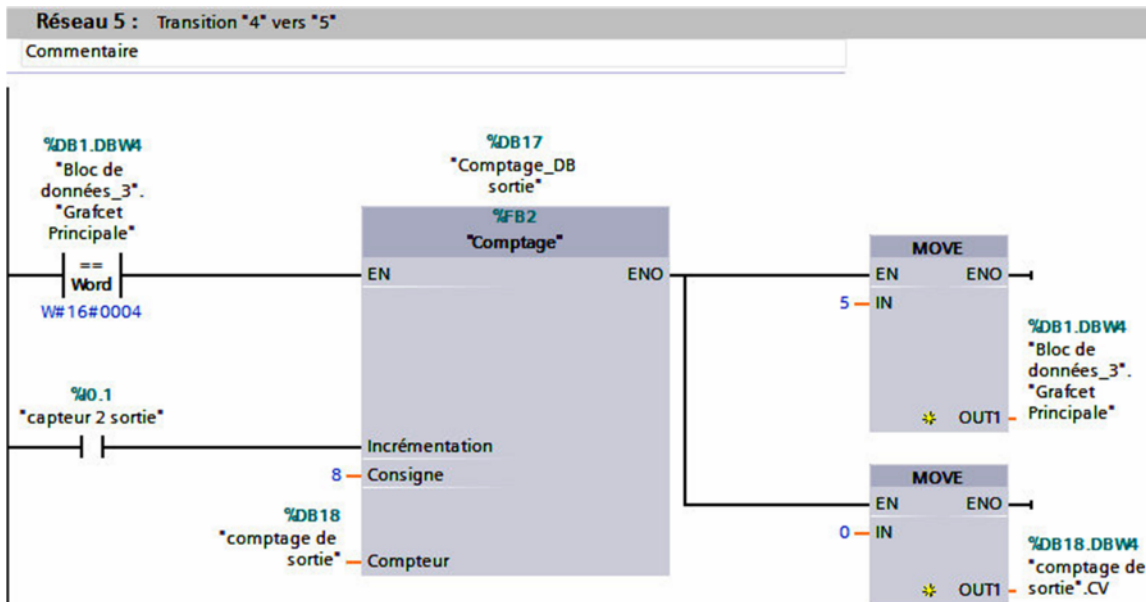 Réseau 5 : Transition "4" vers "5"
Commentaire
%DB1.DBW4
"Bloc de
données_3".
"Grafcet
Principale"
==
Word
W#16#0004
%DB17
"Comptage_DB
sortie"
%FB2
"Comptage"
EN ENO
%I0.1
"capteur 2 sortie"
Incrémentation
8 Consigne
%DB18
"comptage de
sortie" Compteur
MOVE
EN ENO
5 IN
%DB1.DBW4
"Bloc de
données_3".
"Grafcet
OUT1 Principale"
MOVE
EN ENO
0 IN
%DB18.DBW4
"comptage de
OUT1 sortie".CV